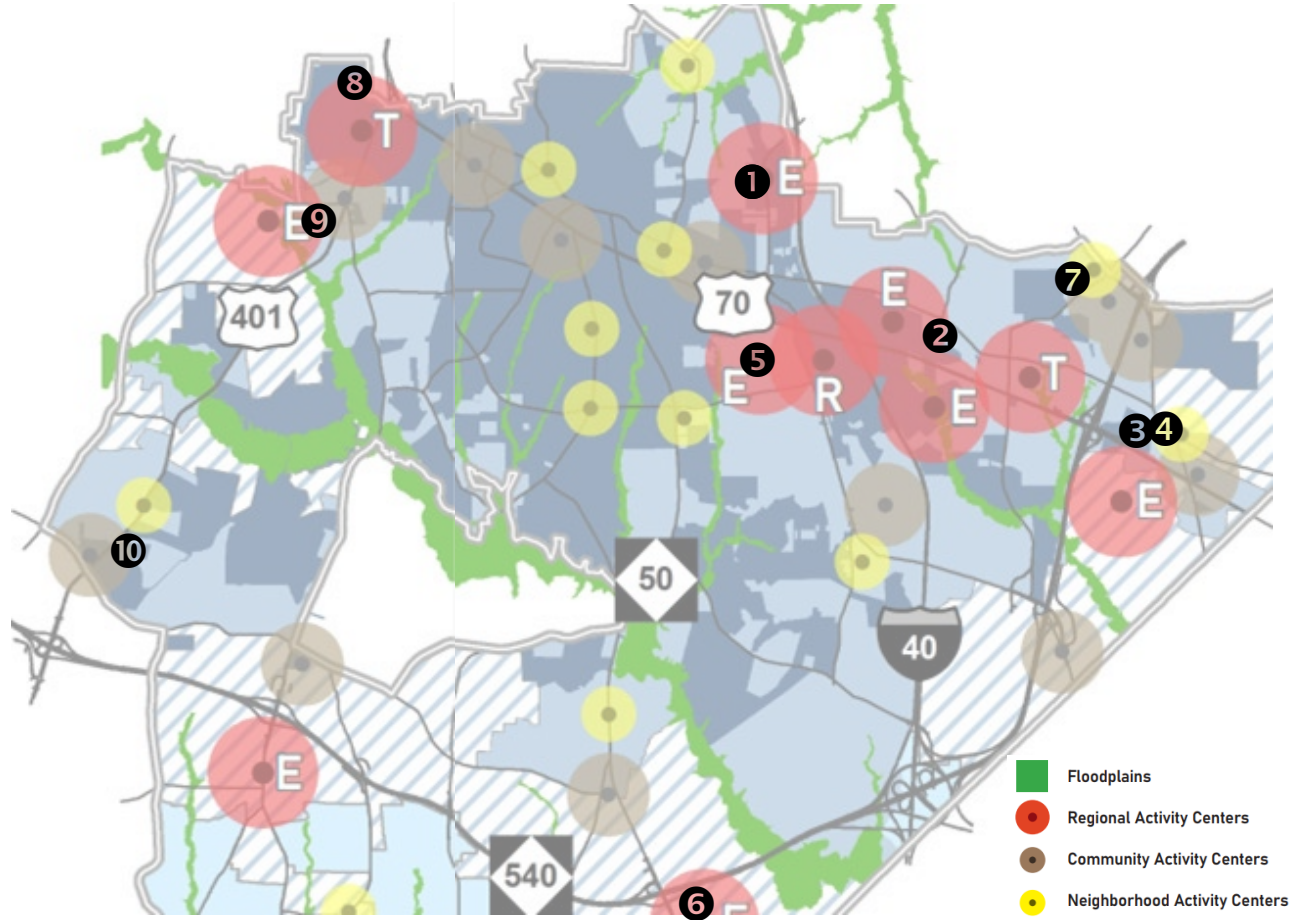 8
T
1
E
E
9
7
E
401
70
2
5
T
E
R
E
3
4
E
10
50
40
E
Floodplains
Regional Activity Centers
Community Activity Centers
540
6
Neighborhood Activity Centers